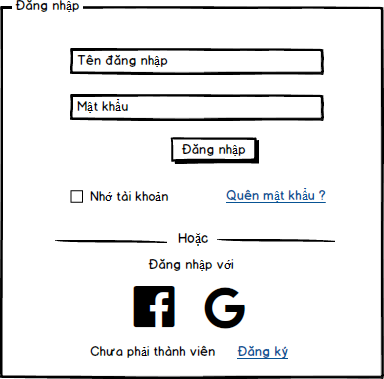 Đăng nhập
Tên đăng nhập
Mật khẩu
Đăng nhập
Nhớ tài khoản
Quên mật khẩu ?
Hoặc
Đăng nhập với
Chưa phải thành viên Đăng ký